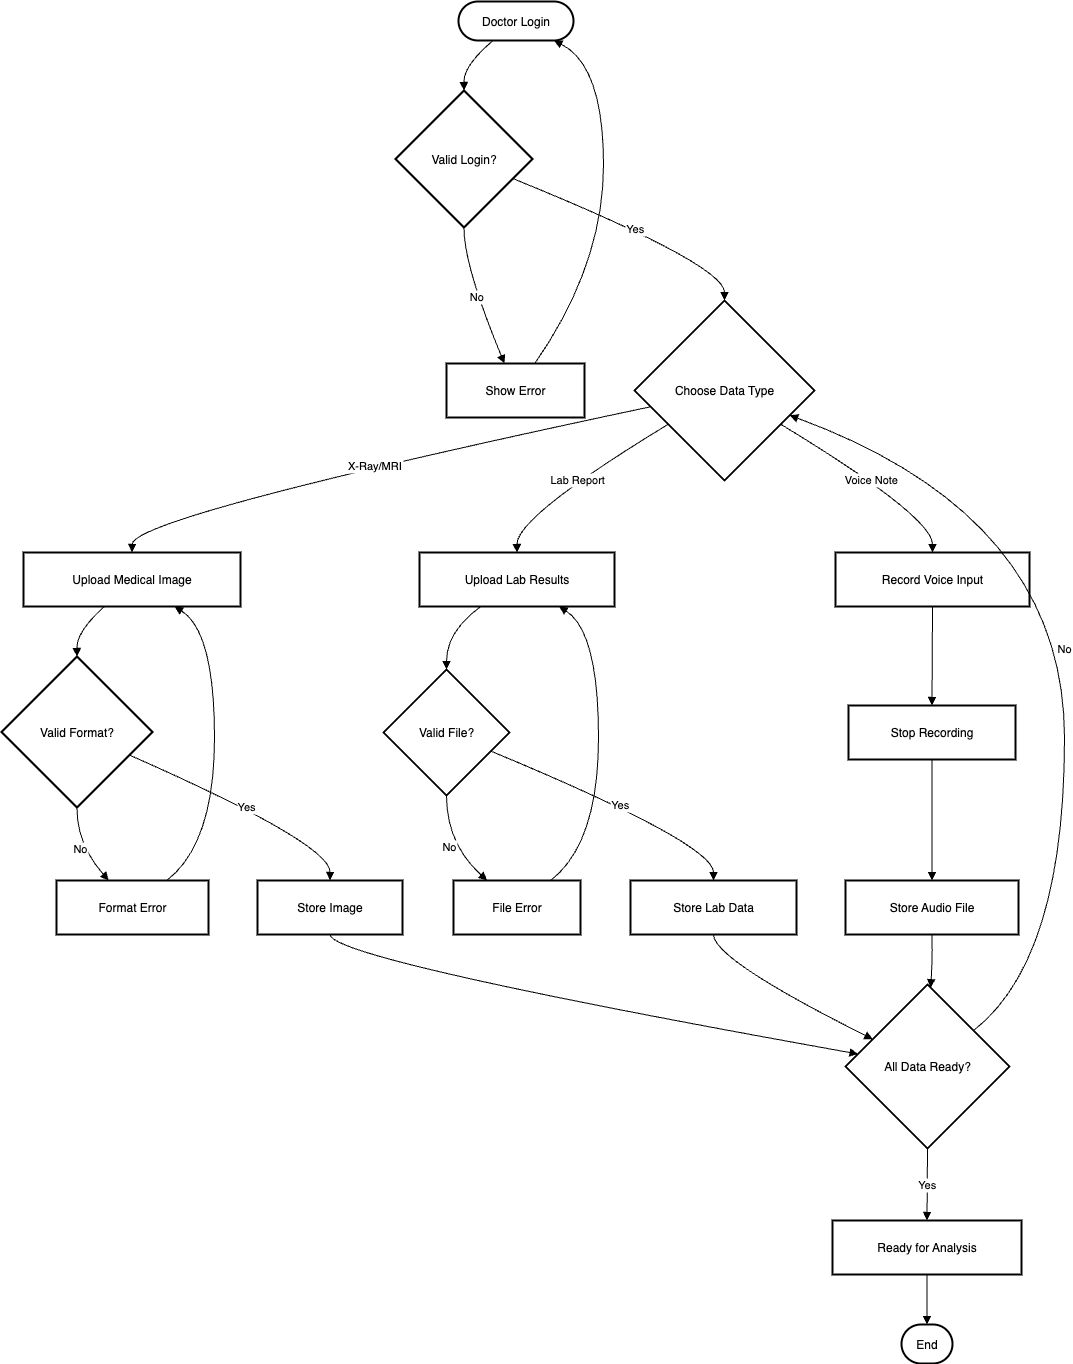 Doctor Login
Valid Login?
Yes
No
Show Error
Choose Data Type
X-Ray/MRI
Lab Report
Voice Note
Upload Medical Image
Upload Lab Results
Record Voice Input
No
Valid Format?
Valid File?
Stop Recording
Yes
Yes
No
No
Format Error
Store Image
File Error
Store Lab Data
Store Audio File
All Data Ready?
Yes
Ready for Analysis
End